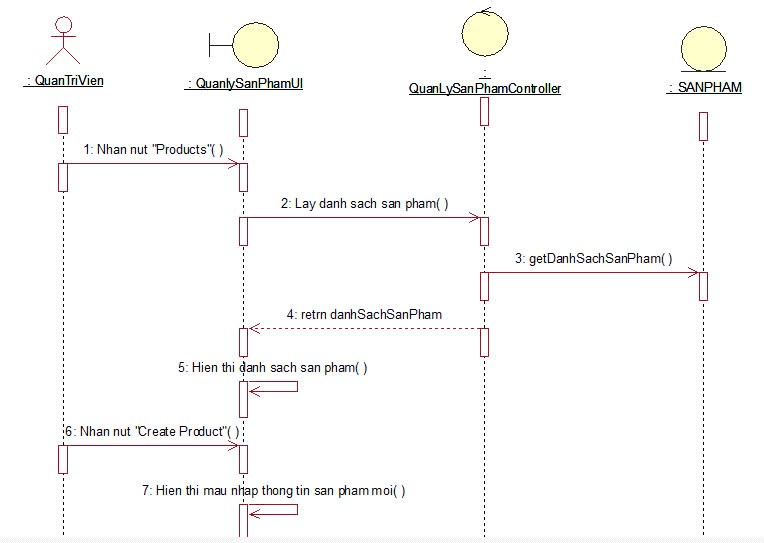 : QuanTriVien
: QuanlySanPhamUI
:
QuanLySanPhamController
: SANPHAM
1: Nhan nut "Products"( )
2: Lay danh sach san pham( )
3: getDanhSachSanPham( )
4: retrn danhSachSanPham
5: Hien thi danh sach san pham( )
6: Nhan nut "Create Product"( )
7: Hien thi mau nhap thong tin san pham moi( )